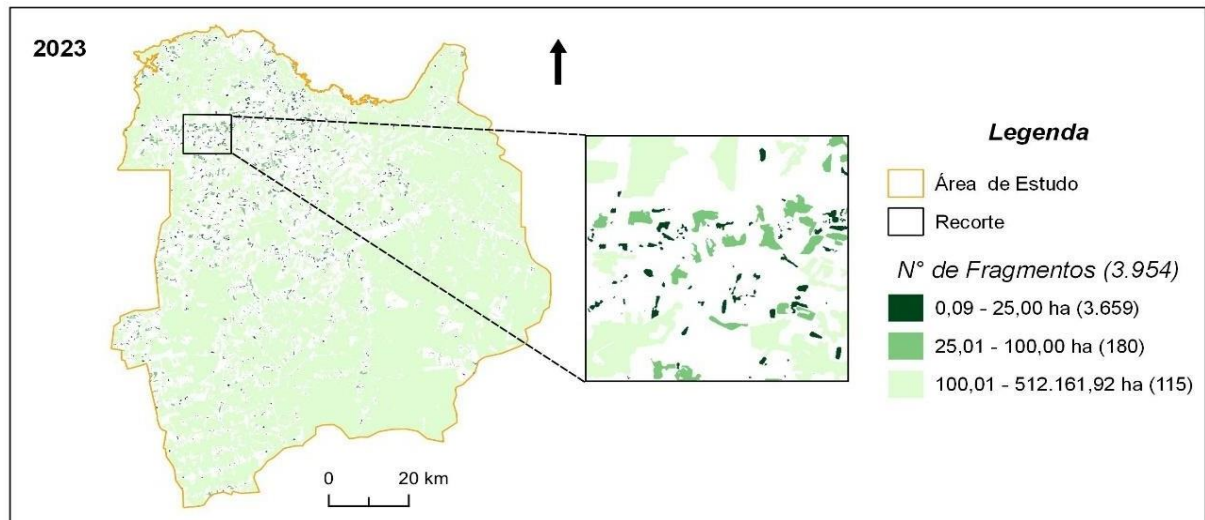 2023
Legenda
Área de Estudo
Recorte
N° de Fragmentos (3.954)
0,09 - 25,00 ha (3.659)
25,01 - 100,00 ha (180)
100,01 - 512.161,92 ha (115)
0 20 km